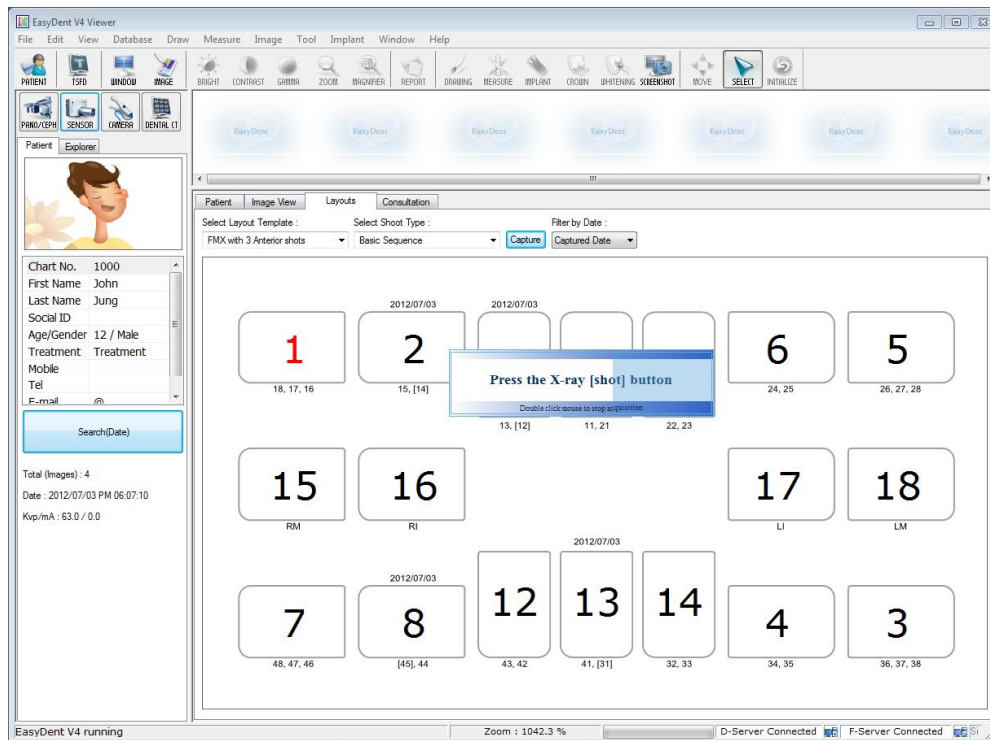 EasyDent V4 Viewer
File Edit View Database Draw Measure Image Tool Implant Window Help
PATIENT TSFD WINDOW IMAGE BRIGHT CONTRAST GAMMA ZOOM MAGNIFIER REPORT DRAWING MEASURE IMPLANT CROWN WHITENING SCREENSHOT MOVE SELECT INITIALIZE
PANO/CEPH SENSOR CAMERA DENTAL CT
EasyDent EasyDent EasyDent EasyDent EasyDent EasyDent EasyDent
Patient Explorer
Chart No. 1000
First Name John
Last Name Jung
Social ID
Age/Gender 12 / Male
Treatment Treatment
Mobile
Tel
E-mail @
Search(Date)
Total (Images) : 4
Date : 2012/07/03 PM 06:07:10
Kvp/mA : 63.0 / 0.0
Patient Image View Layouts Consultation
Select Layout Template : Select Shoot Type : Filter by Date :
FMX with 3 Anterior shots Basic Sequence Capture Captured Date
2012/07/03 2012/07/03
1 2 6 5
Press the X-ray [shot] button
Double click mouse to stop acquisition
18, 17, 16 15, [14] 24, 25 26, 27, 28
13, [12] 11, 21 22, 23
15 16 17 18
RM RI LI LM
2012/07/03
2012/07/03
12 13 14
7 8 4 3
48, 47, 46 [45], 44 43, 42 41, [31] 32, 33 34, 35 36, 37, 38
EasyDent V4 running Zoom : 1042.3 % D-Server Connected F-Server Connected Si